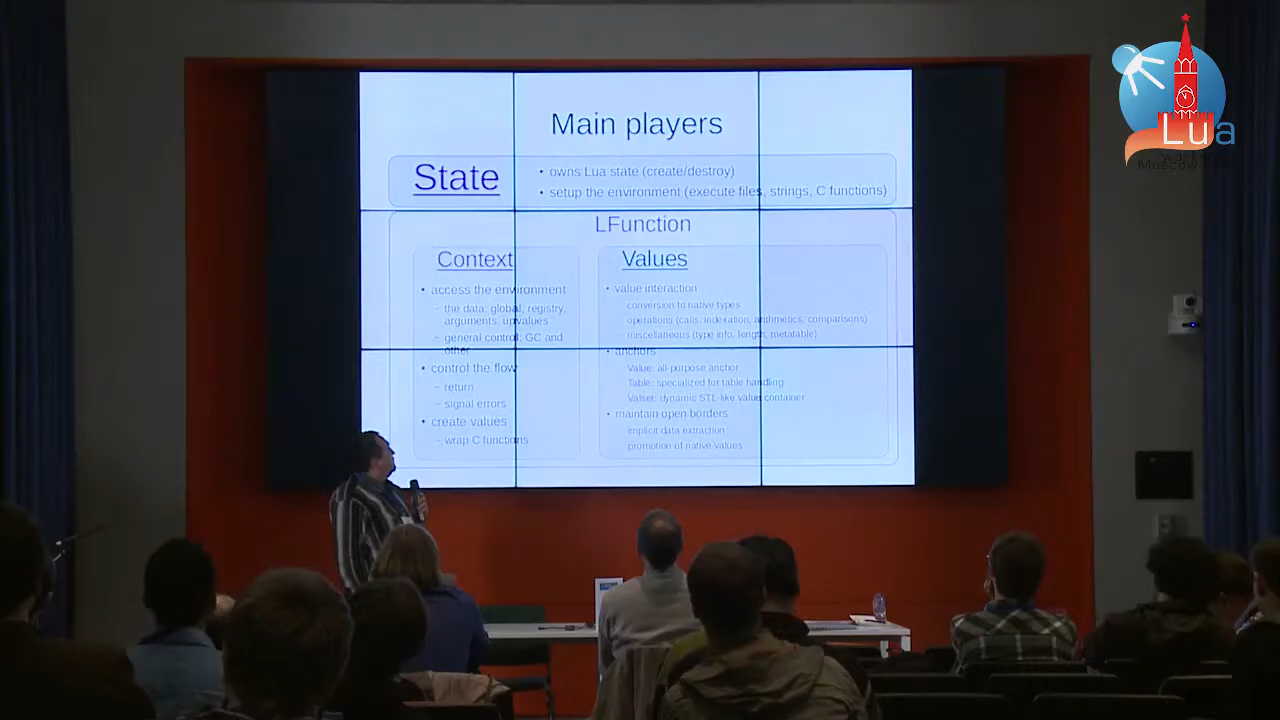 Main players
State
• owns Lua state (create/destroy)
• setup the environment (execute files, strings, C functions)
LFunction
Context
• access the environment
– the data: global, registry,
arguments, upvalues
– general control: GC and
other
• control the flow
– return
– signal errors
• create values
– wrap C functions
Values
• value interaction
conversion to native types
operations (calls, indexation, arithmetics, comparisons)
miscellaneous (type info, length, metatable)
• anchors
Value: all-purpose anchor
Table: specialized for table handling
Valset: dynamic STL-like value container
• maintain open borders
implicit data extraction
promotion of native values
Lua
Moscow